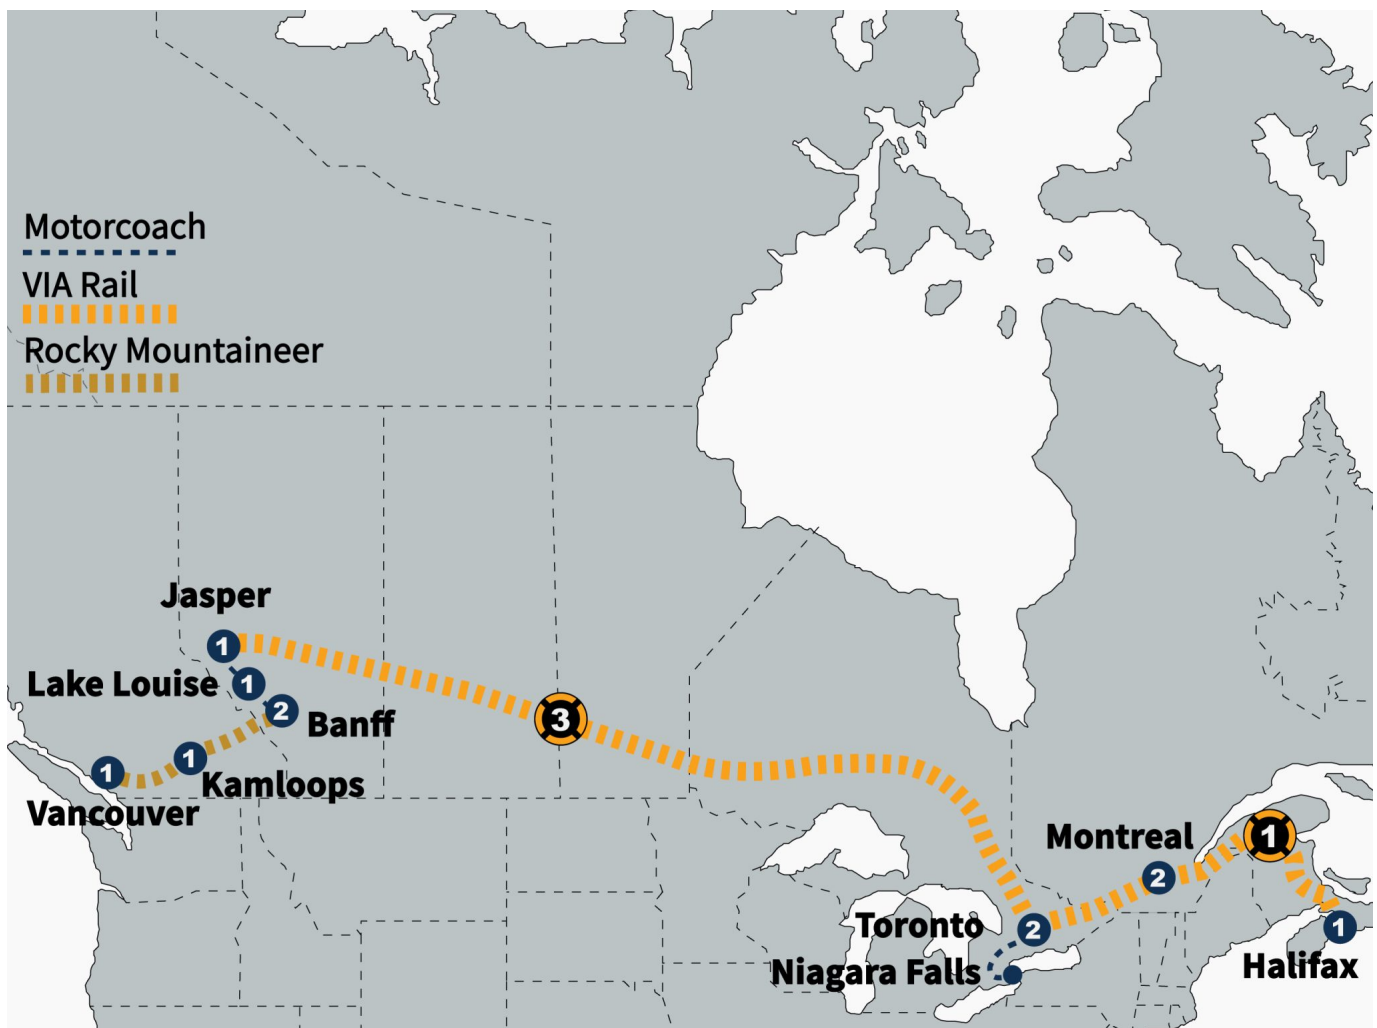 Motorcoach
VIA Rail
Rocky Mountaineer
Jasper
1
Lake Louise
1
2
Banff
3
1
1
Kamloops
Vancouver
Montreal
1
2
Toronto
2
1
Niagara Falls
Halifax